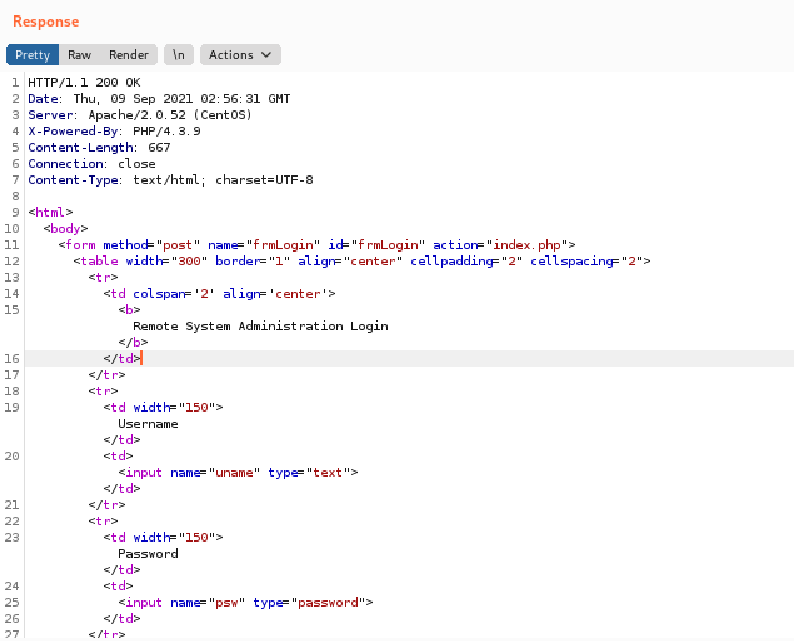 Response
Pretty Raw Render \n Actions
1 HTTP/1.1 200 OK
2 Date: Thu, 09 Sep 2021 02:56:31 GMT
3 Server: Apache/2.0.52 (CentOS)
4 X-Powered-By: PHP/4.3.9
5 Content-Length: 667
6 Connection: close
7 Content-Type: text/html; charset=UTF-8
8
9 <html>
10 <body>
11 <form method="post" name="frmLogin" id="frmLogin" action="index.php">
12 <table width="300" border="1" align="center" cellpadding="2" cellspacing="2">
13 <tr>
14 <td colspan='2' align='center'>
15 <b>
Remote System Administration Login
</b>
16 </td>
17 </tr>
18 <tr>
19 <td width="150">
Username
</td>
20 <td>
<input name="uname" type="text">
</td>
21 </tr>
22 <tr>
23 <td width="150">
Password
</td>
24 <td>
25 <input name="psw" type="password">
26 </td>
27 </tr>